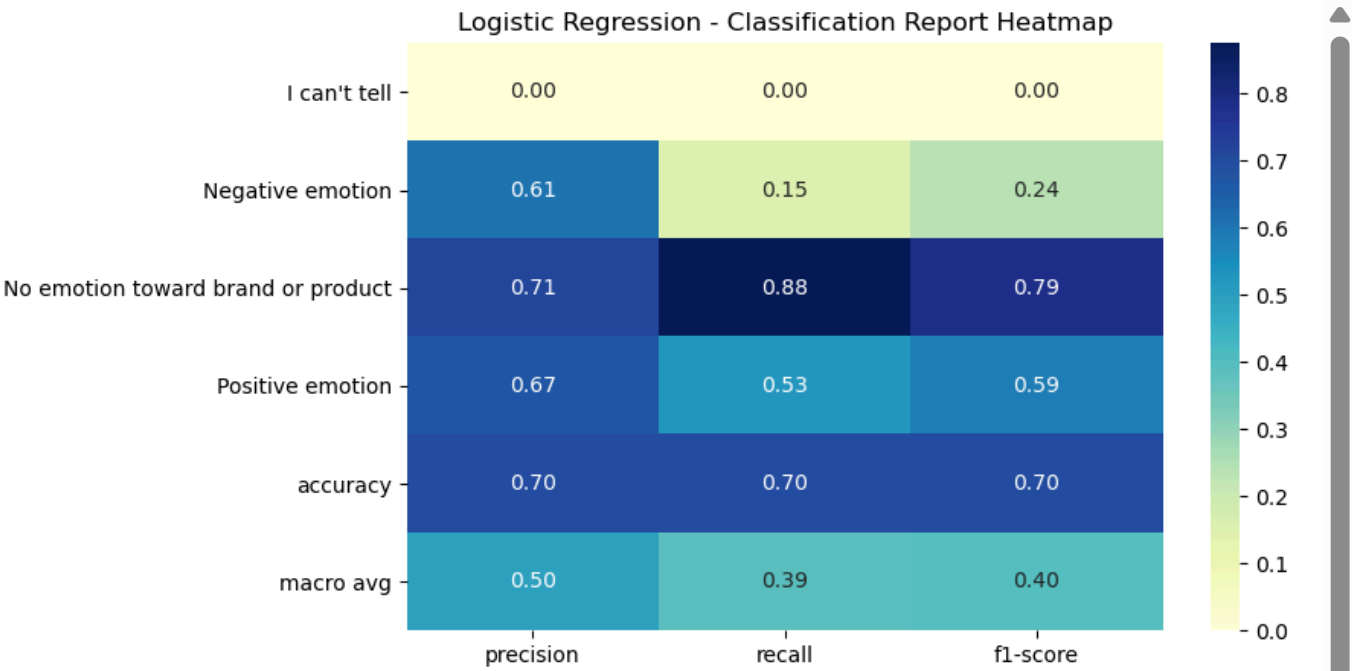 Logistic Regression - Classification Report Heatmap
I can't tell 0.00 0.00 0.00
Negative emotion 0.61 0.15 0.24
No emotion toward brand or product 0.71 0.88 0.79
Positive emotion 0.67 0.53 0.59
accuracy 0.70 0.70 0.70
macro avg 0.50 0.39 0.40
precision recall f1-score
0.8
0.7
0.6
0.5
0.4
0.3
0.2
0.1
0.0